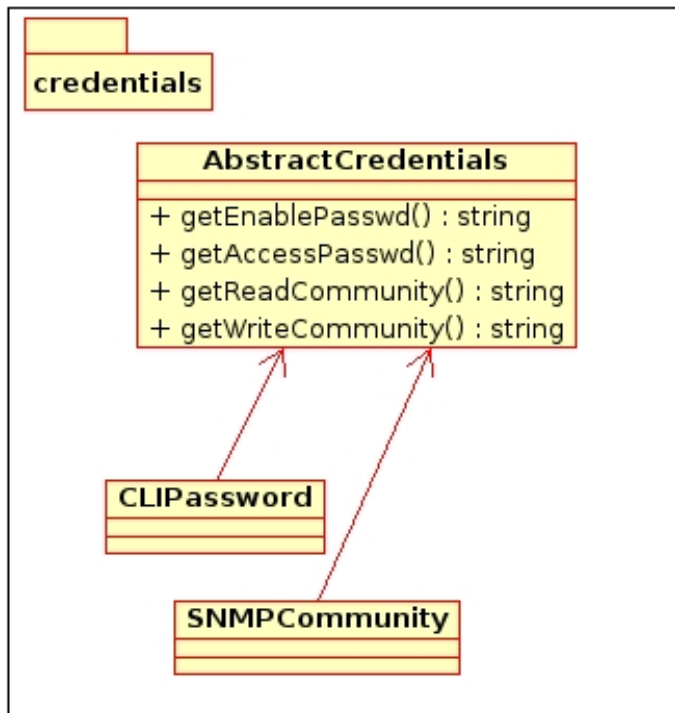 credentials
AbstractCredentials
+ getEnablePasswd() : string
+ getAccessPasswd() : string
+ getReadCommunity() : string
+ getWriteCommunity() : string
CLIPassword
SNMPCommunity